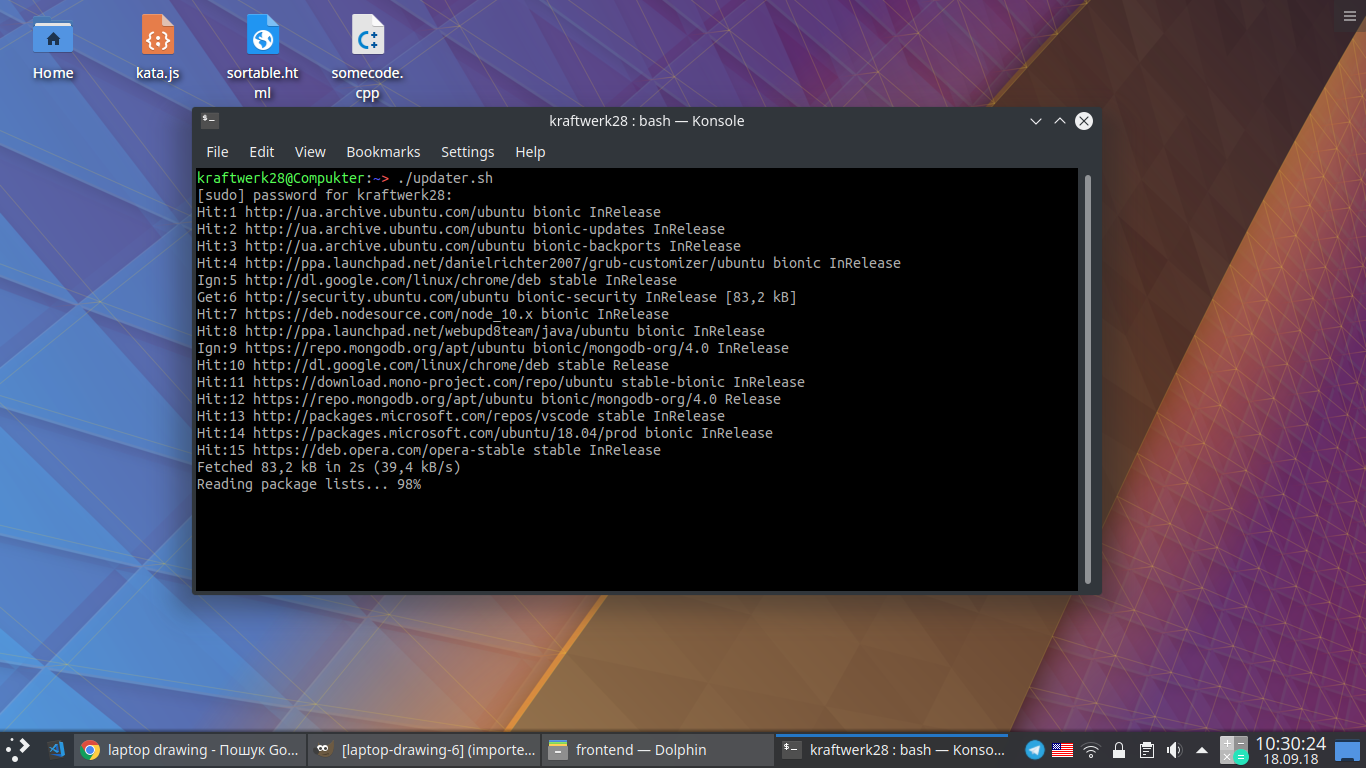 Home
kata.js
sortable.ht
ml
somecode.
cpp
kraftwerk28 : bash — Konsole
File Edit View Bookmarks Settings Help
kraftwerk28@Compukter:~> ./updater.sh
[sudo] password for kraftwerk28:
Hit:1 http://ua.archive.ubuntu.com/ubuntu bionic InRelease
Hit:2 http://ua.archive.ubuntu.com/ubuntu bionic-updates InRelease
Hit:3 http://ua.archive.ubuntu.com/ubuntu bionic-backports InRelease
Hit:4 http://ppa.launchpad.net/danielrichter2007/grub-customizer/ubuntu bionic InRelease
Ign:5 http://dl.google.com/linux/chrome/deb stable InRelease
Get:6 http://security.ubuntu.com/ubuntu bionic-security InRelease [83,2 kB]
Hit:7 https://deb.nodesource.com/node_10.x bionic InRelease
Hit:8 http://ppa.launchpad.net/webupd8team/java/ubuntu bionic InRelease
Ign:9 https://repo.mongodb.org/apt/ubuntu bionic/mongodb-org/4.0 InRelease
Hit:10 http://dl.google.com/linux/chrome/deb stable Release
Hit:11 https://download.mono-project.com/repo/ubuntu stable-bionic InRelease
Hit:12 https://repo.mongodb.org/apt/ubuntu bionic/mongodb-org/4.0 Release
Hit:13 http://packages.microsoft.com/repos/vscode stable InRelease
Hit:14 https://packages.microsoft.com/ubuntu/18.04/prod bionic InRelease
Hit:15 https://deb.opera.com/opera-stable stable InRelease
Fetched 83,2 kB in 2s (39,4 kB/s)
Reading package lists... 98%
laptop drawing - Пошук Go...
[laptop-drawing-6] (importe...
frontend — Dolphin
kraftwerk28 : bash — Konso...
10:30:24
18.09.18